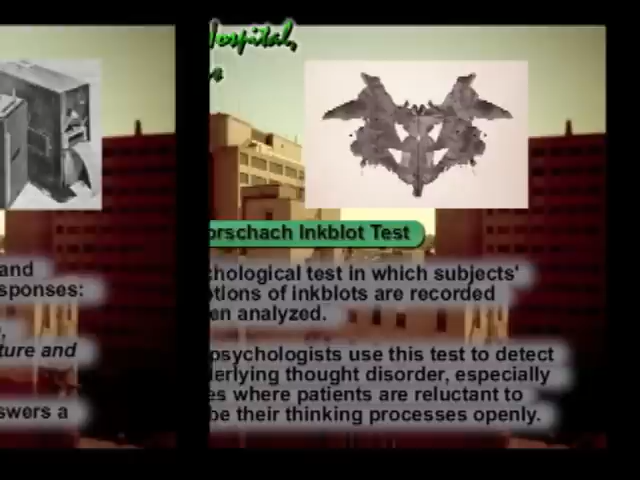 and
sponses:
ture and
swers a
Hospital,
s
orschach Inkblot Test
chological test in which subjects'
ptions of inkblots are recorded
en analyzed.
psychologists use this test to detect
derlying thought disorder, especially
es where patients are reluctant to
be their thinking processes openly.